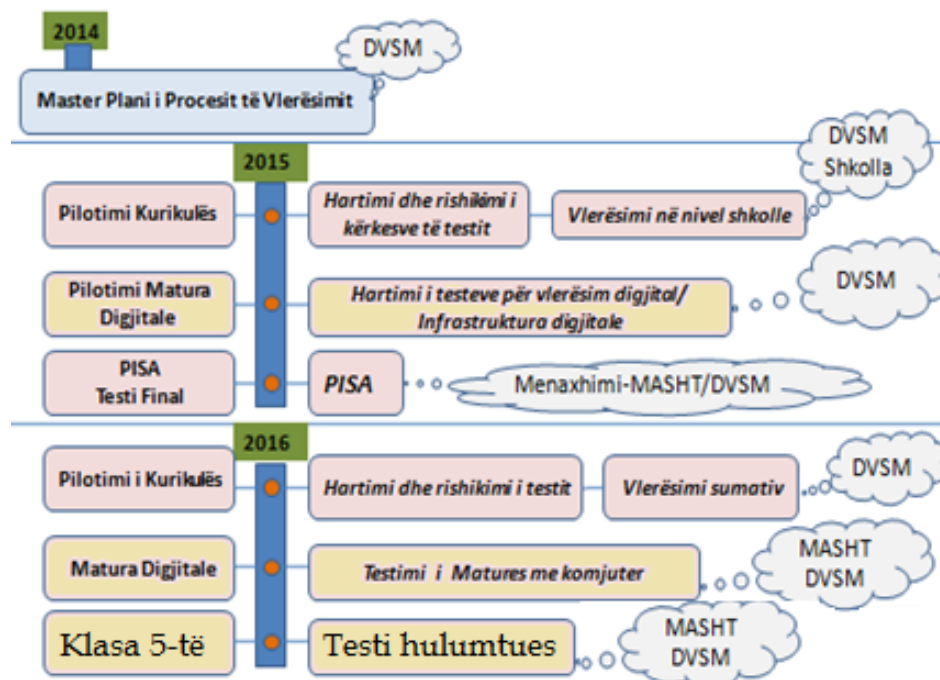 2014
DVSM
Master Plani i Procesit të Vlerësimit
2015
DVSM
Shkolla
Pilotimi Kurikulës
Hartimi dhe rishikimi i
kërkesve të testit
Vlerësimi në nivel shkolle
Pilotimi Matura
Digjitale
Hartimi i testeve për vlerësim digjital/
Infrastruktura digjitale
DVSM
PISA
Testi Final
PISA
Menaxhimi-MASHT/DVSM
2016
Pilotimi i Kurikulës
Hartimi dhe rishikimi i testit
Vlerësimi sumativ
DVSM
Matura Digjitale
Testimi i Matures me komjuter
MASHT
DVSM
Klasa 5-të
Testi hulumtues
MASHT
DVSM